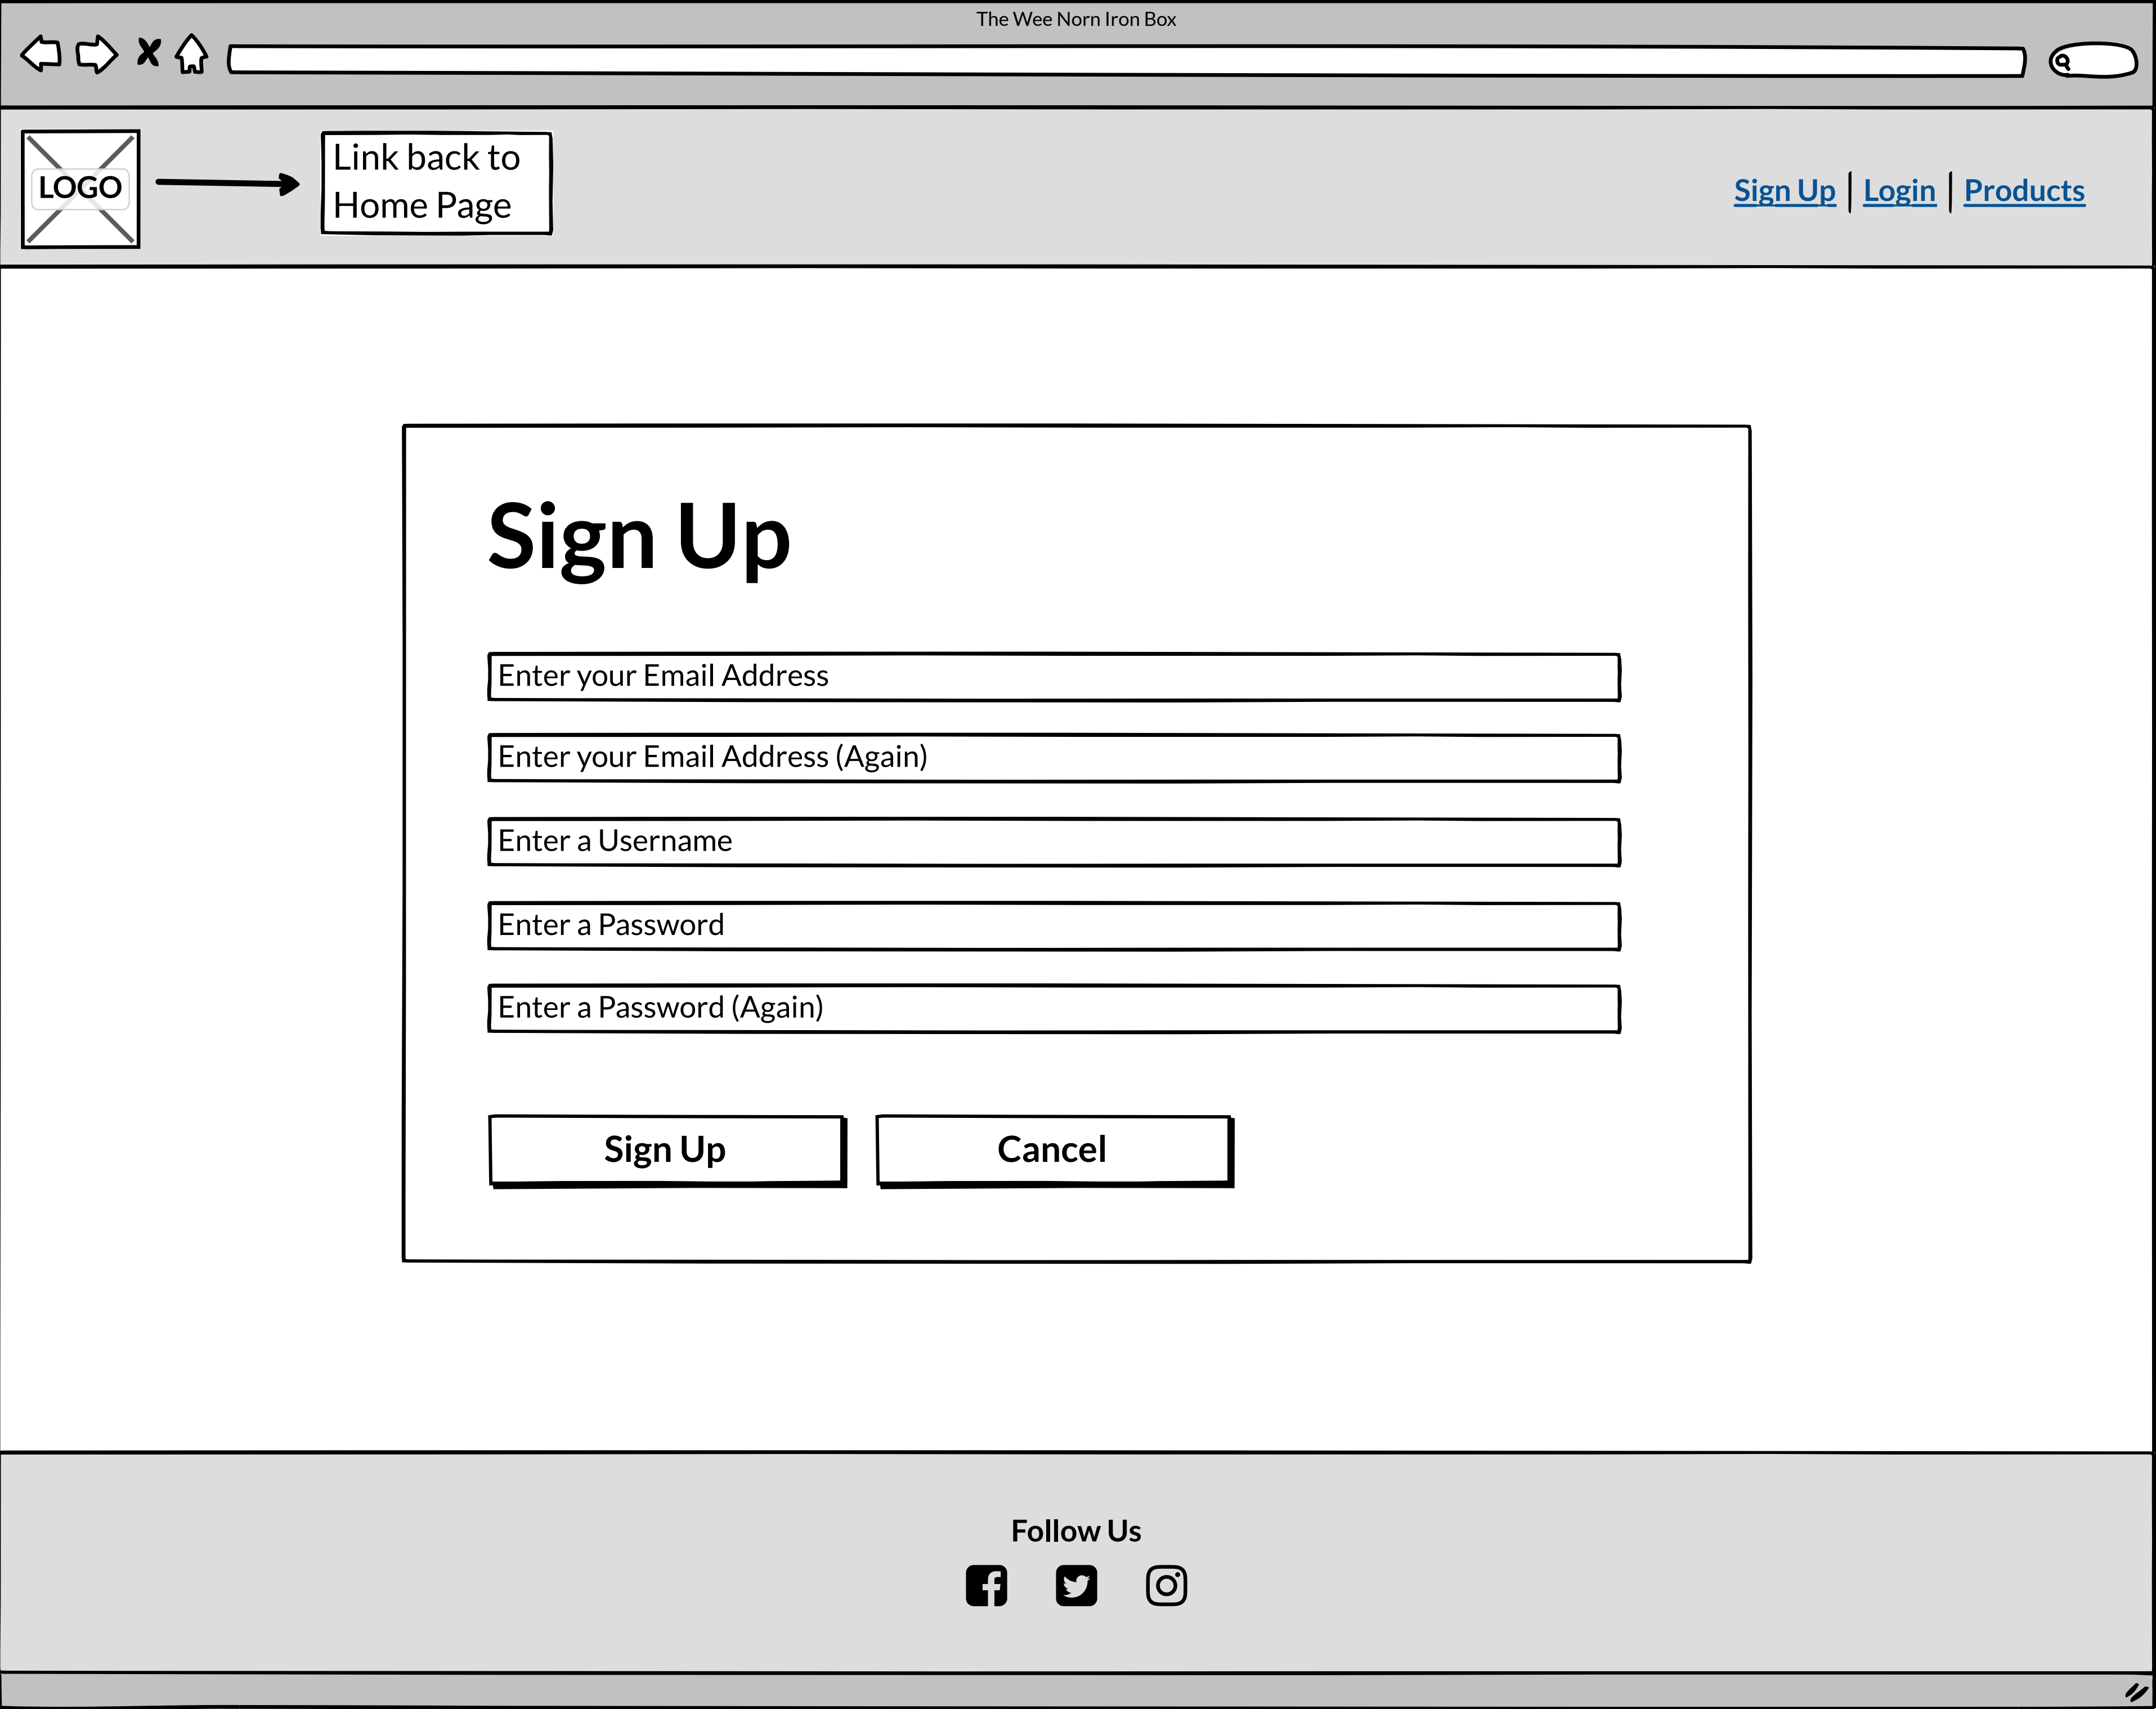 The Wee Norn Iron Box
LOGO
Link back to
Home Page
Sign Up | Login | Products
Sign Up
Enter your Email Address
Enter your Email Address (Again)
Enter a Username
Enter a Password
Enter a Password (Again)
Sign Up
Cancel
Follow Us